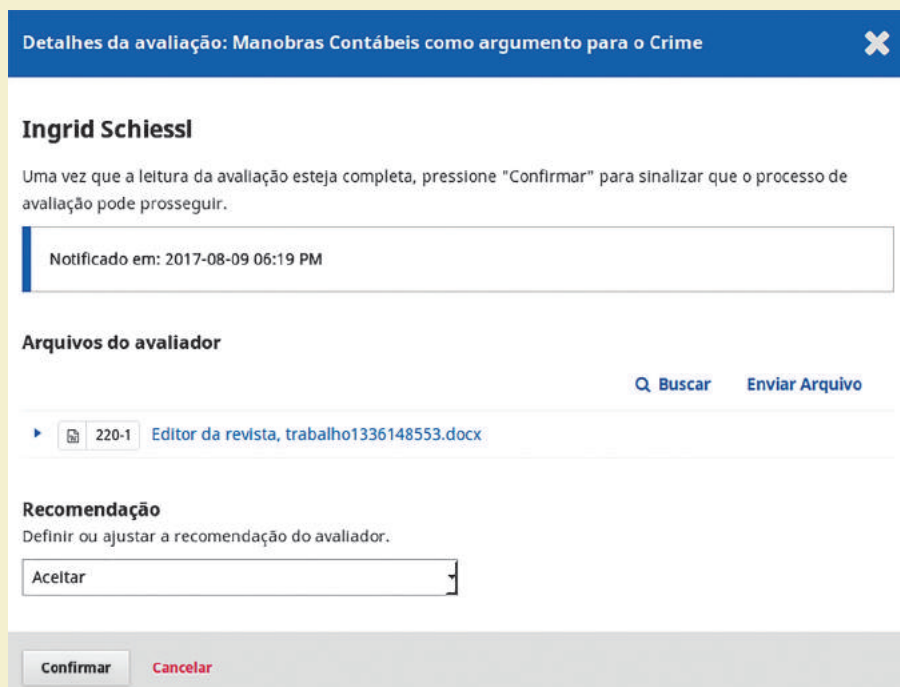 Detalhes da avaliação: Manobras Contábeis como argumento para o Crime
Ingrid Schiessl
Uma vez que a leitura da avaliação esteja completa, pressione "Confirmar" para sinalizar que o processo de
avaliação pode prosseguir.
Notificado em: 2017-08-09 06:19 PM
Arquivos do avaliador
Buscar Enviar Arquivo
220-1 Editor da revista, trabalho1336148553.docx
Recomendação
Definir ou ajustar a recomendação do avaliador.
Aceitar
Confirmar Cancelar